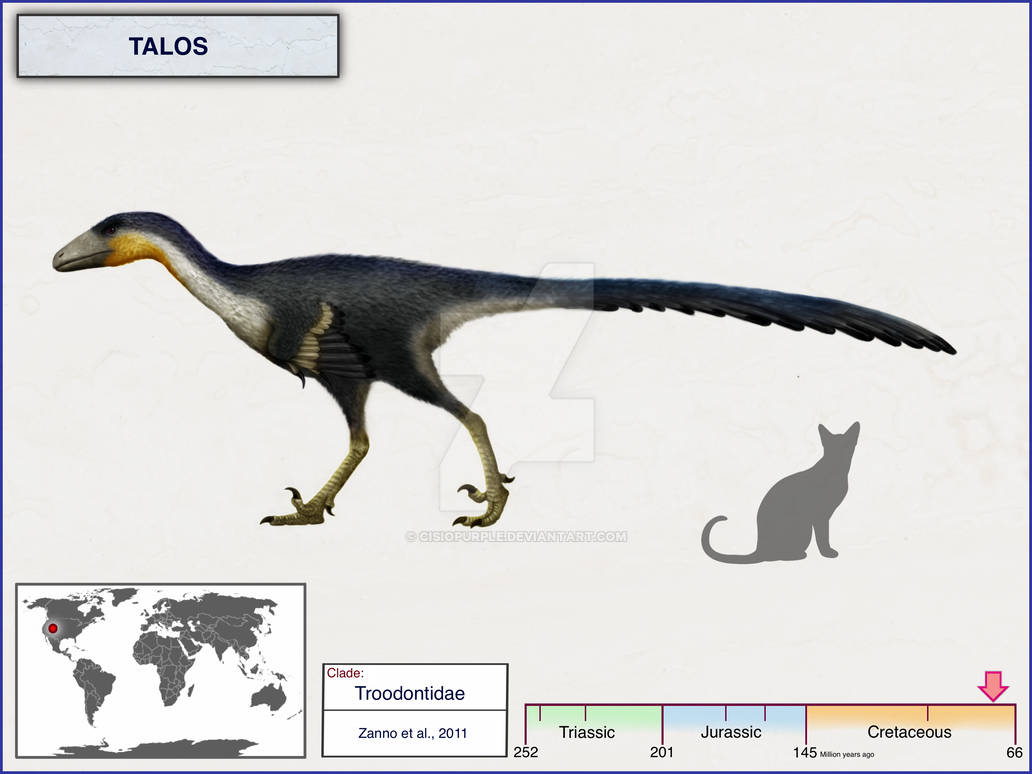 TALOS
© CISIOPURPLE.DEVIANTART.COM
Clade:
Troodontidae
Zanno et al., 2011
Triassic
Jurassic
Cretaceous
252
201
145 Million years ago
66